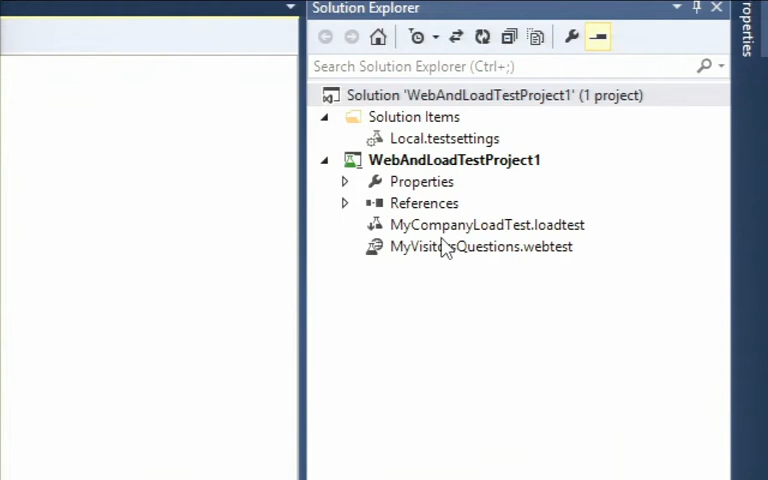 Solution Explorer
Search Solution Explorer (Ctrl+;)
Solution 'WebAndLoadTestProject1' (1 project)
Solution Items
Local.testsettings
WebAndLoadTestProject1
Properties
References
MyCompanyLoadTest.loadtest
MyVisitorsQuestions.webtest